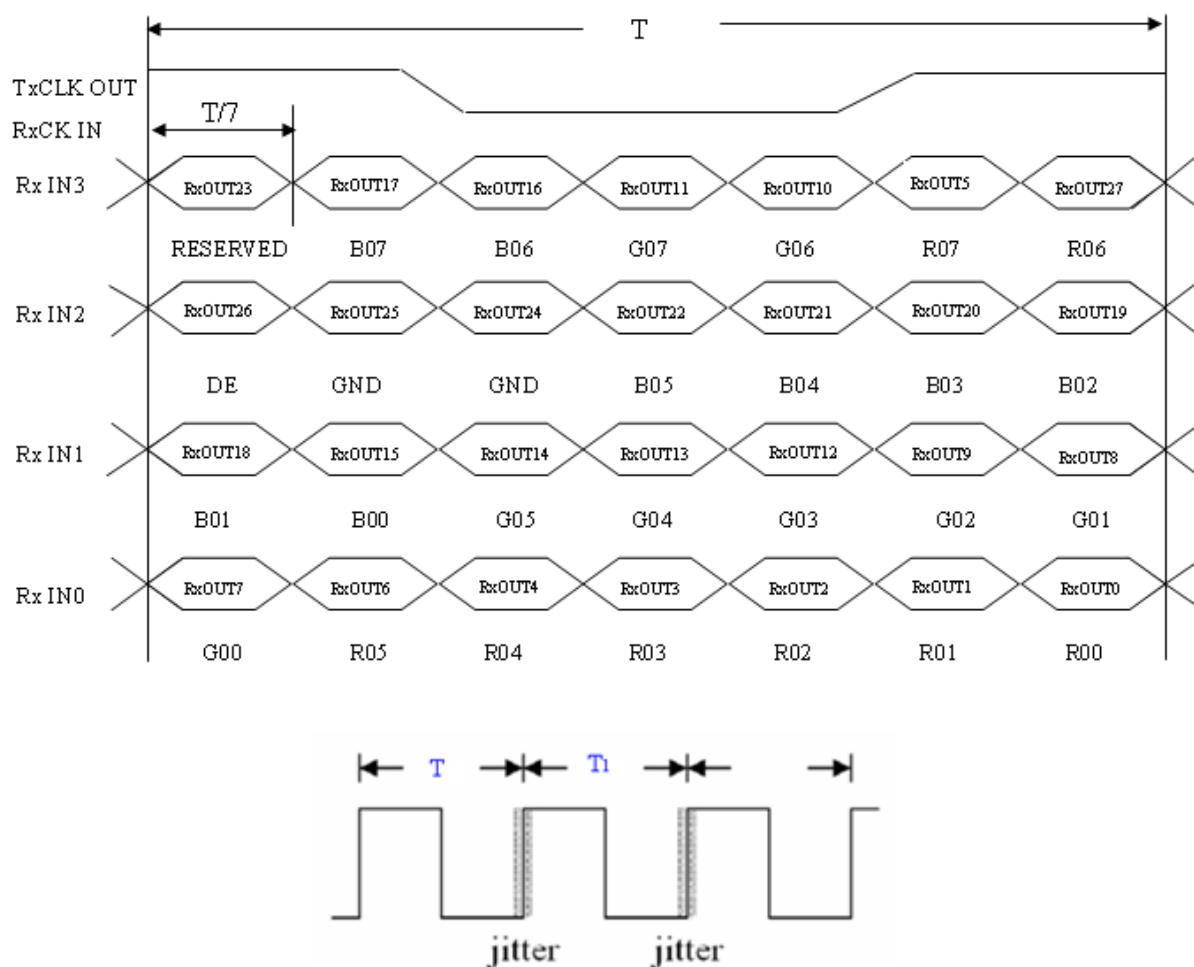 T
TxCLK OUT
T/7
RxCK IN
Rx IN3 RxOUT23 RxOUT17 RxOUT16 RxOUT11 RxOUT10 RxOUT5 RxOUT27
RESERVED B07 B06 G07 G06 R07 R06
Rx IN2 RxOUT26 RxOUT25 RxOUT24 RxOUT22 RxOUT21 RxOUT20 RxOUT19
DE GND GND B05 B04 B03 B02
Rx IN1 RxOUT18 RxOUT15 RxOUT14 RxOUT13 RxOUT12 RxOUT9 RxOUT8
B01 B00 G05 G04 G03 G02 G01
Rx IN0 RxOUT7 RxOUT6 RxOUT4 RxOUT3 RxOUT2 RxOUT1 RxOUT0
G00 R05 R04 R03 R02 R01 R00
T T1
jitter jitter